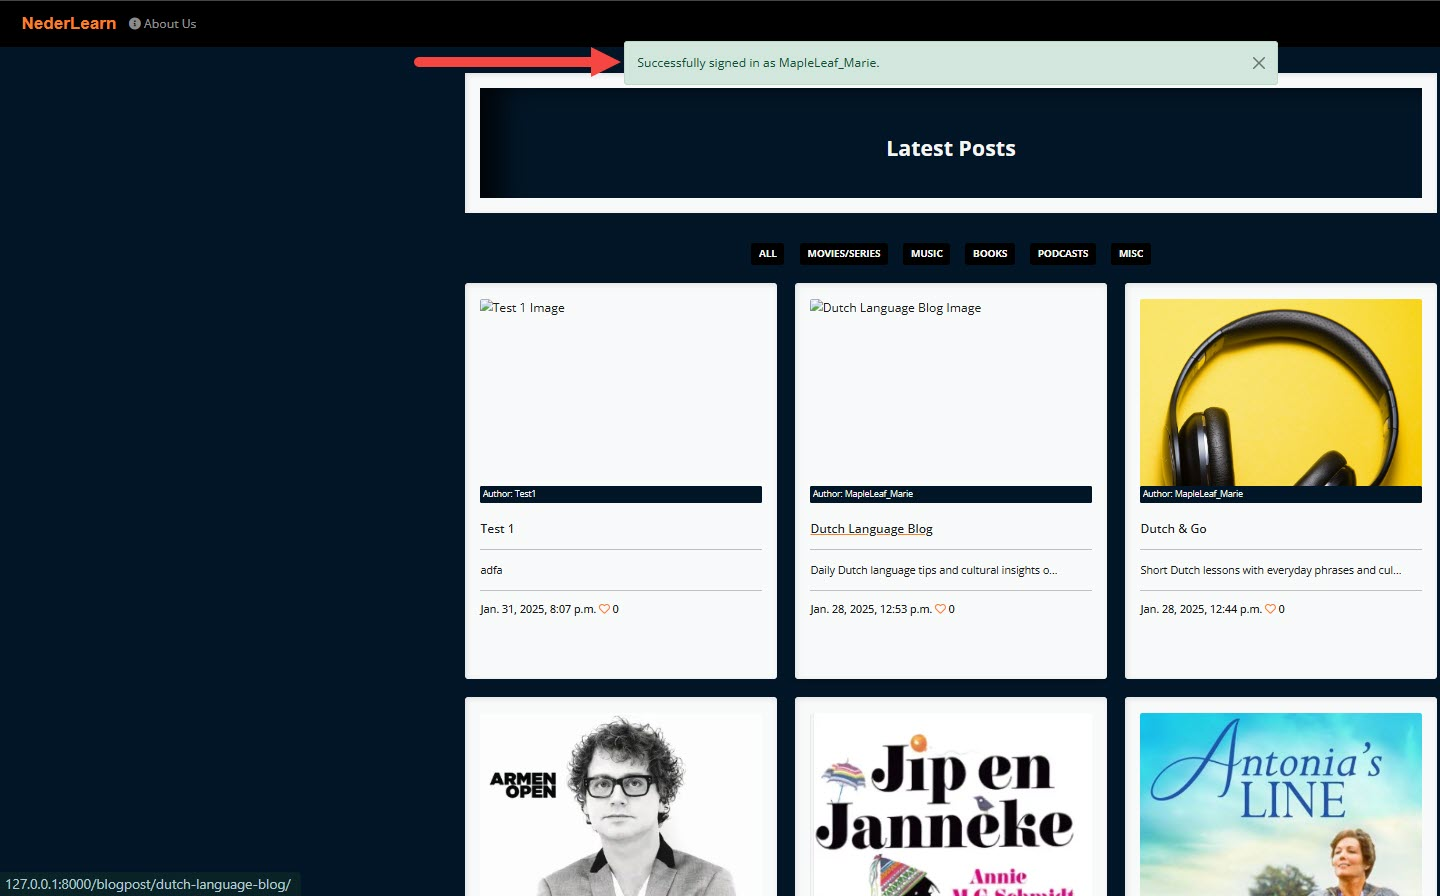 NederLearn About Us
Successfully signed in as MapleLeaf_Marie.
Latest Posts
ALL MOVIES/SERIES MUSIC BOOKS PODCASTS MISC
Test 1 Image
Author: Test1
Test 1
adfa
Jan. 31, 2025, 8:07 p.m. 0
Dutch Language Blog Image
Author: MapleLeaf_Marie
Dutch Language Blog
Daily Dutch language tips and cultural insights o...
Jan. 28, 2025, 12:53 p.m. 0
Author: MapleLeaf_Marie
Dutch & Go
Short Dutch lessons with everyday phrases and cul...
Jan. 28, 2025, 12:44 p.m. 0
ARMEN
OPEN
Jip en
Janneke
Annie
M.G. Schmidt
Antonia's
LINE
127.0.0.1:8000/blogpost/dutch-language-blog/